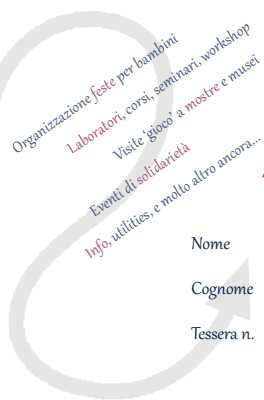 Organizzazione feste per bambini
Laboratori, corsi, seminari, workshop
Visite 'gioco' a mostre e musei
Eventi di solidarietà
Info, utilities, e molto altro ancora...
Nome
Cognome
Tessera n.